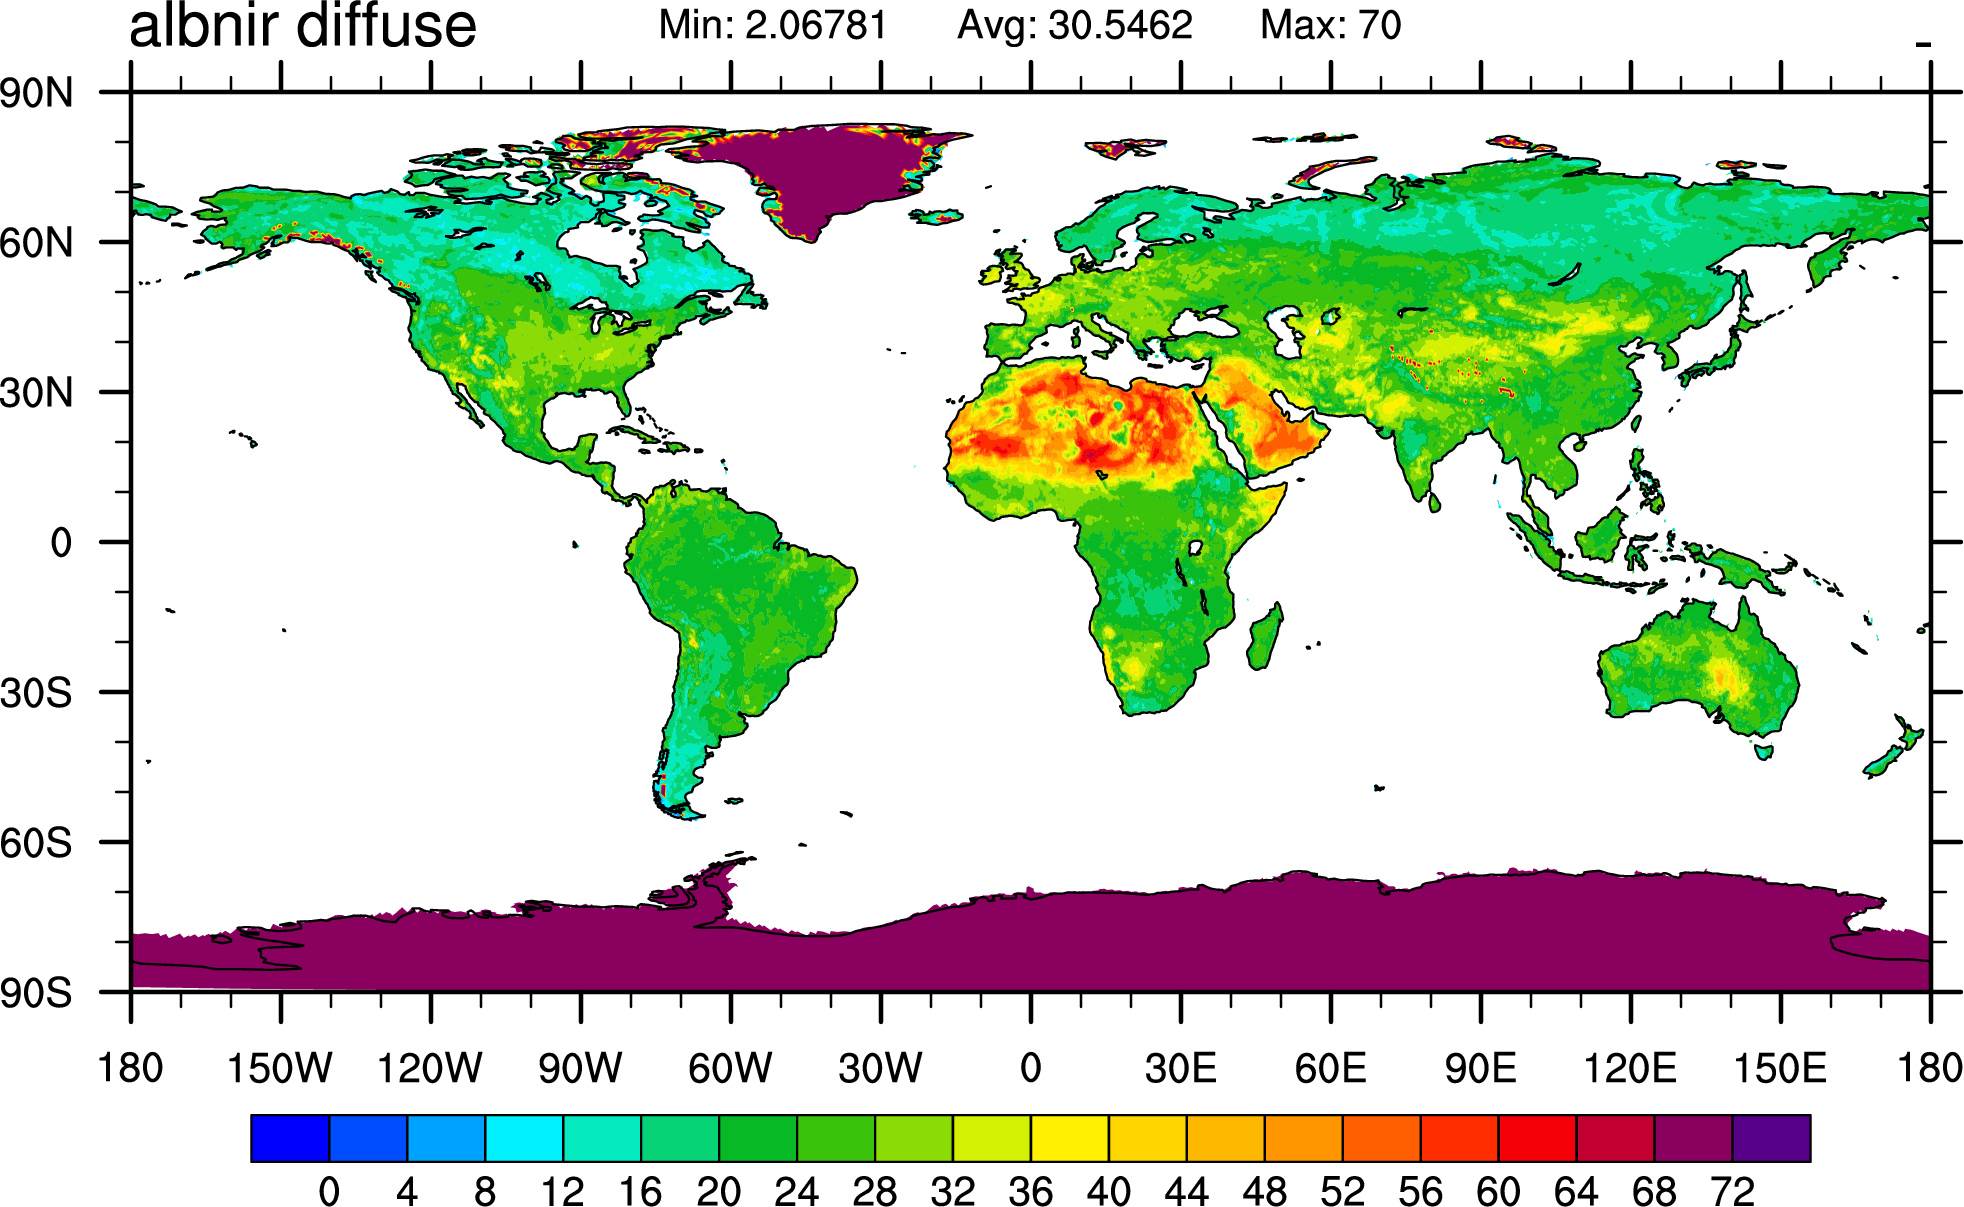 albnir diffuse Min: 2.06781 Avg: 30.5462 Max: 70 -
90N
60N
30N
0
30S
60S
90S
180 150W 120W 90W 60W 30W 0 30E 60E 90E 120E 150E 180
0 4 8 12 16 20 24 28 32 36 40 44 48 52 56 60 64 68 72